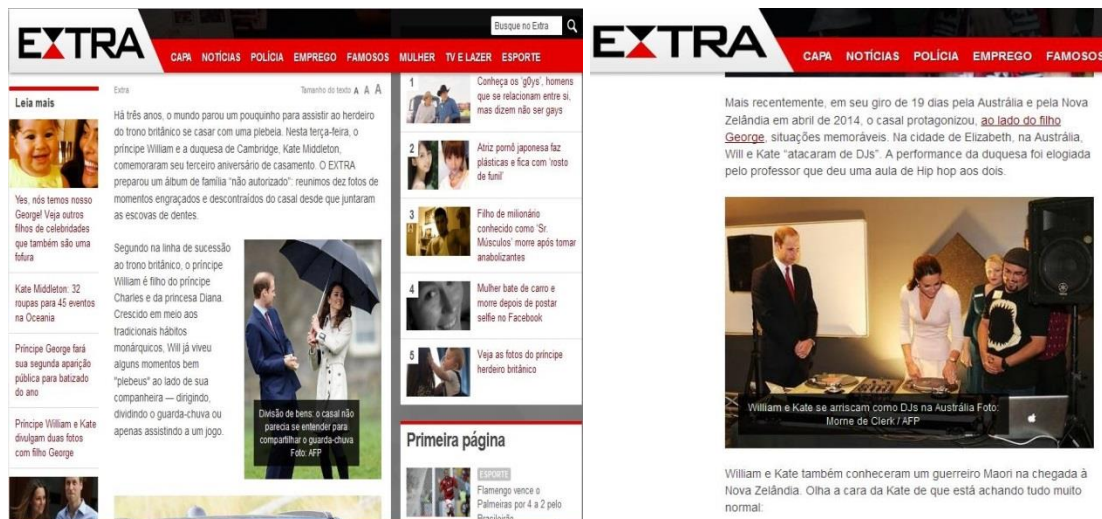 EXTRA
Busque no Extra
CAPA NOTÍCIAS POLÍCIA EMPREGO FAMOSOS MULHER TV E LAZER ESPORTE
Leia mais
Yes, nós temos nosso
George! Veja outros
filhos de celebridades
que também são uma
fofura
Kate Middleton: 32
roupas para 45 eventos
na Oceania
Príncipe George fará
sua segunda aparição
pública para batizado
do ano
Príncipe William e Kate
divulgam duas fotos
com filho George
Extra
Tamanho do texto A A A
Há três anos, o mundo parou um pouquinho para assistir ao herdeiro
do trono britânico se casar com uma plebeia. Nesta terça-feira, o
príncipe William e a duquesa de Cambridge, Kate Middleton,
comemoraram seu terceiro aniversário de casamento. O EXTRA
preparou um álbum de família "não autorizado": reunimos dez fotos de
momentos engraçados e descontraídos do casal desde que juntaram
as escovas de dentes.
Segundo na linha de sucessão
ao trono britânico, o príncipe
William é filho do príncipe
Charles e da princesa Diana.
Crescido em meio aos
tradicionais hábitos
monárquicos, Will já viveu
alguns momentos bem
"plebeus" ao lado de sua
companheira — dirigindo,
dividindo o guarda-chuva ou
apenas assistindo a um jogo.
Divisão de bens: o casal não
parecia se entender para
compartilhar o guarda-chuva
Foto: AFP
1
Conheça os 'g0ys', homens
que se relacionam entre si,
mas dizem não ser gays
2
Atriz pornô japonesa faz
plásticas e fica com 'rosto
de funil'
3
Filho de milionário
conhecido como 'Sr.
Músculos' morre após tomar
anabolizantes
4
Mulher bate de carro e
morre depois de postar
selfie no Facebook
5
Veja as fotos do príncipe
herdeiro britânico
Primeira página
ESPORTE
Flamengo vence o
Palmeiras por 4 a 2 pelo
Brasileirão
EXTRA
CAPA NOTÍCIAS POLÍCIA EMPREGO FAMOSOS
Mais recentemente, em seu giro de 19 dias pela Austrália e pela Nova
Zelândia em abril de 2014, o casal protagonizou, ao lado do filho
George, situações memoráveis. Na cidade de Elizabeth, na Austrália,
Will e Kate "atacaram de DJs". A performance da duquesa foi elogiada
pelo professor que deu uma aula de Hip hop aos dois.
William e Kate se arriscam como DJs na Austrália Foto:
Morne de Clerk / AFP
William e Kate também conheceram um guerreiro Maori na chegada à
Nova Zelândia. Olha a cara da Kate de que está achando tudo muito
normal: